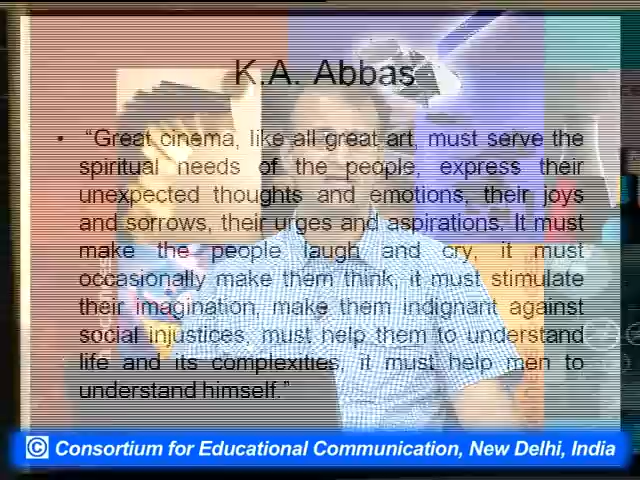 K.A. Abbas
• “Great cinema, like all great art, must serve the
spiritual needs of the people, express their
unexpected thoughts and emotions, their joys
and sorrows, their urges and aspirations. It must
make the people laugh and cry, it must
occasionally make them think, it must stimulate
their imagination, make them indignant against
social injustices, must help them to understand
life and its complexities, it must help men to
understand himself.”
© Consortium for Educational Communication, New Delhi, India